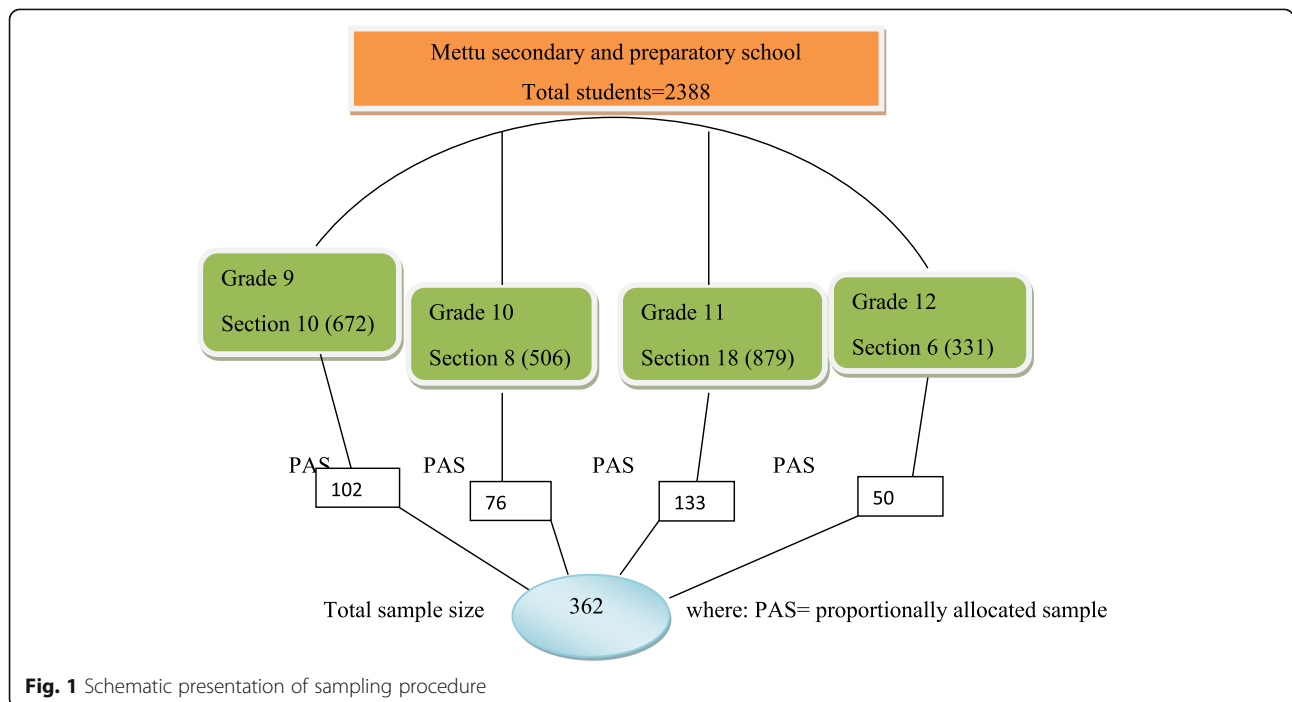 Mettu secondary and preparatory school
Total students=2388
Grade 9
Section 10 (672)
Grade 10
Section 8 (506)
Grade 11
Section 18 (879)
Grade 12
Section 6 (331)
PAS
102
PAS
76
PAS
133
PAS
50
Total sample size
362
where: PAS= proportionally allocated sample
Fig. 1 Schematic presentation of sampling procedure